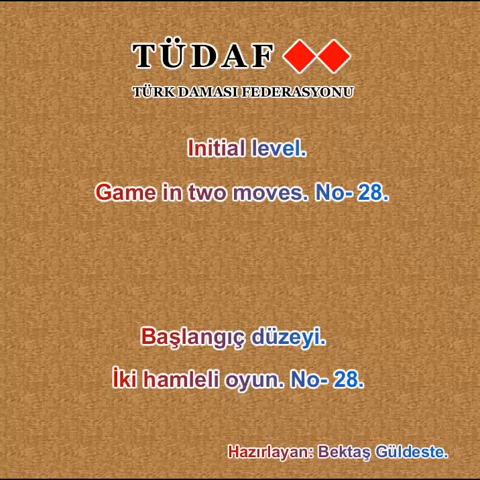 TÜDAF
TÜRK DAMASI FEDERASYONU
Initial level.
Game in two moves. No- 28.
Başlangıç düzeyi.
İki hamleli oyun. No- 28.
Hazırlayan: Bektaş Güldeste.